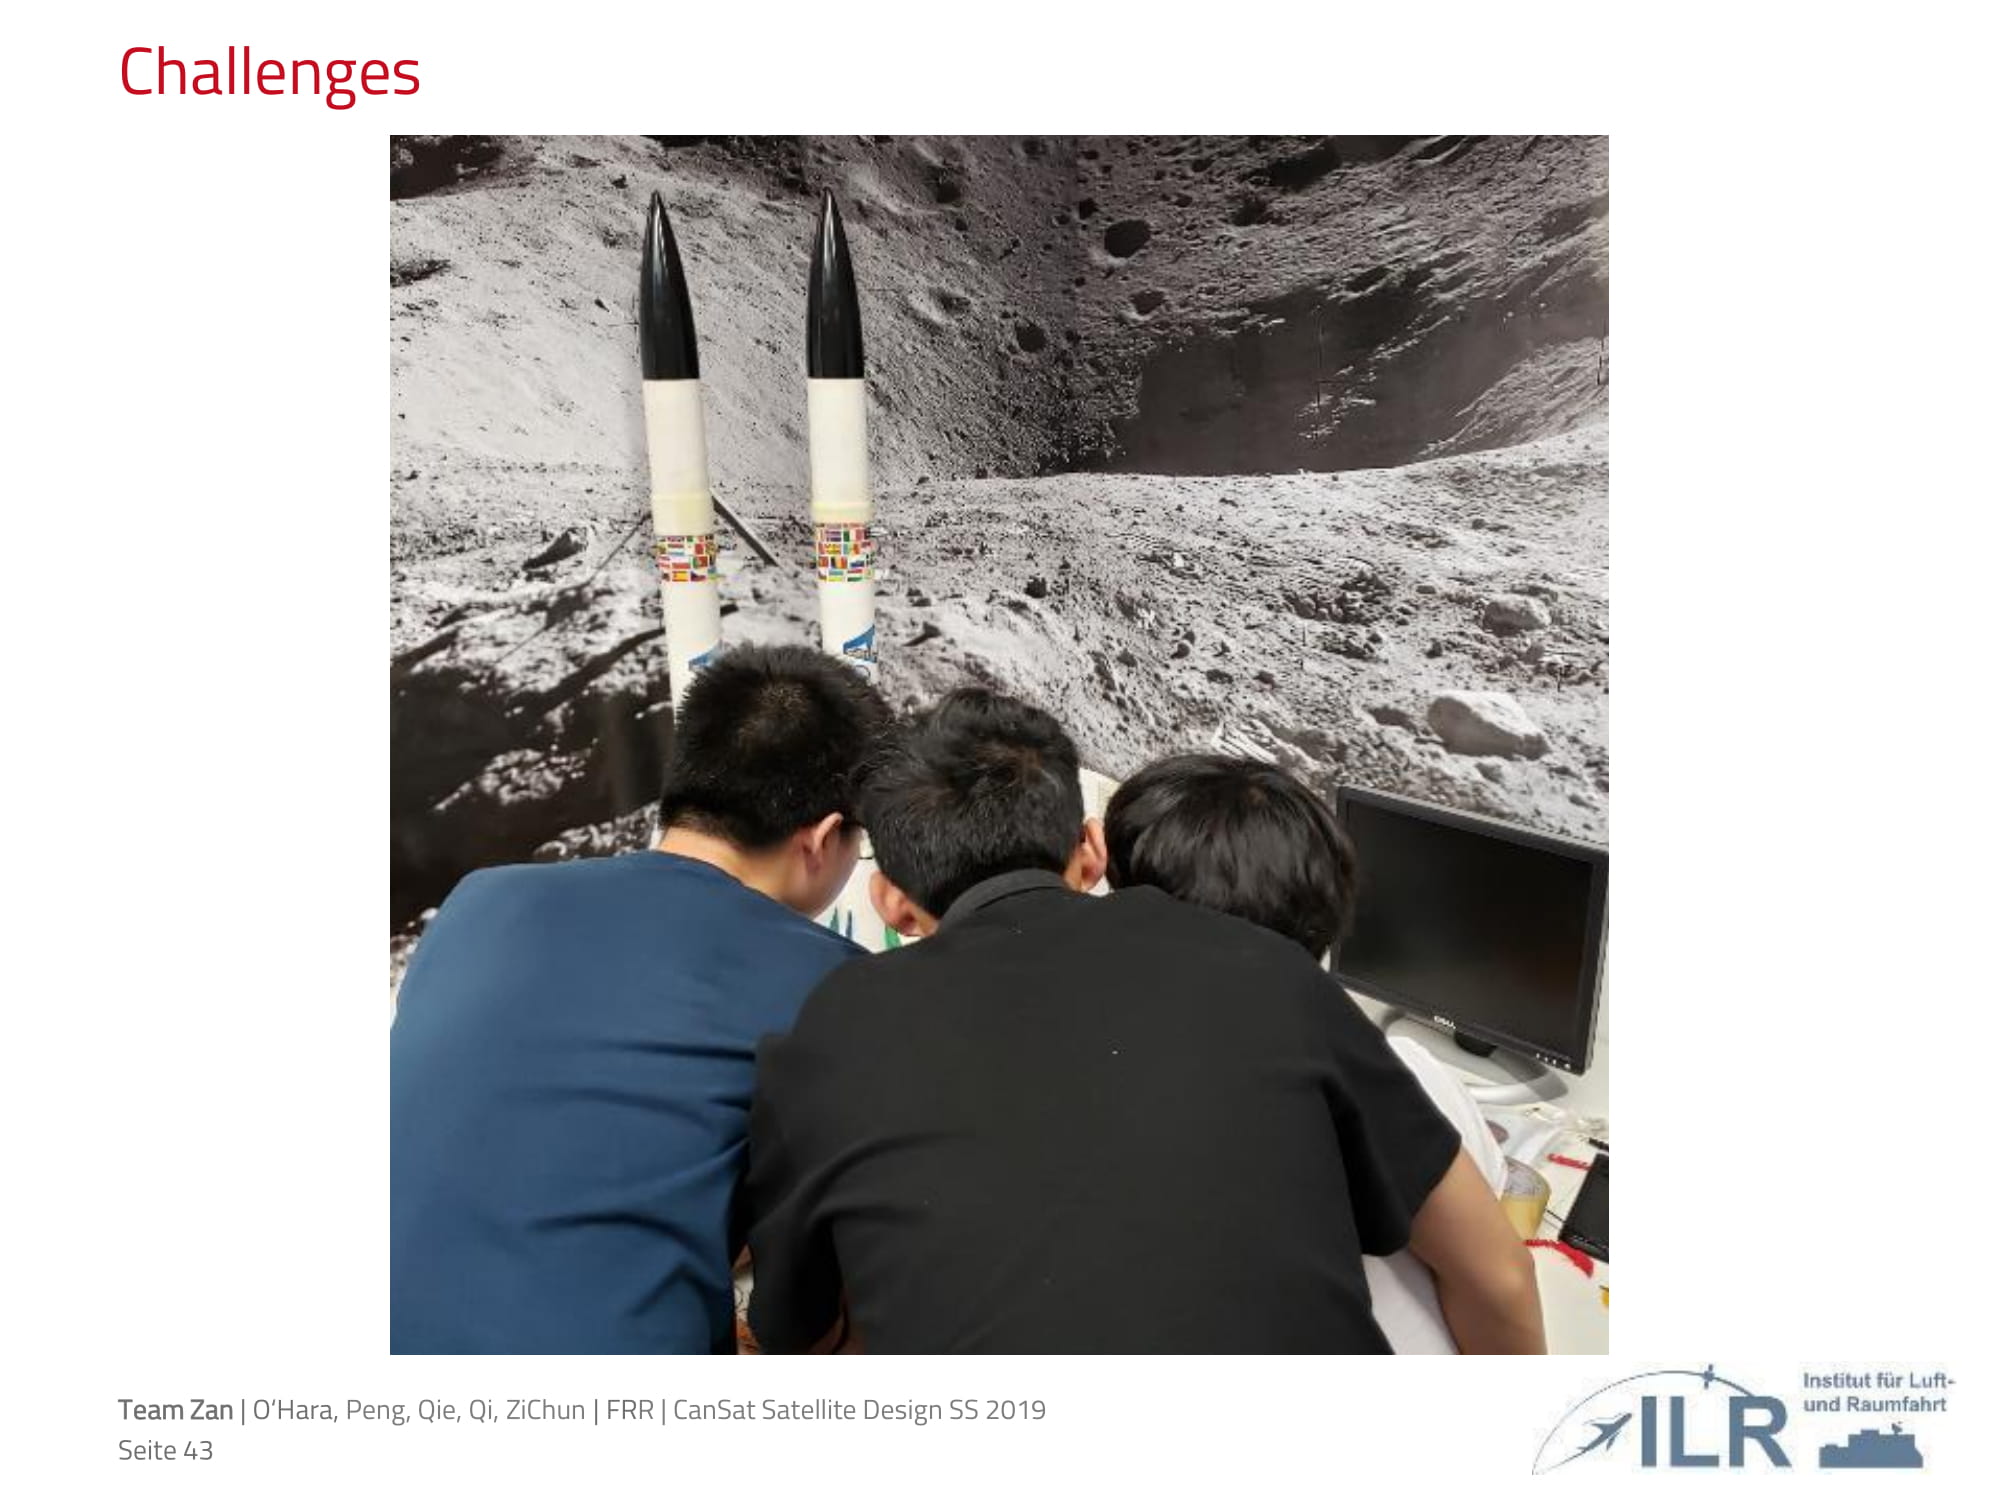 Challenges
DELL
Team Zan | O‘Hara, Peng, Qie, Qi, ZiChun | FRR | CanSat Satellite Design SS 2019
Seite 43
ILR
Institut für Luft-
und Raumfahrt